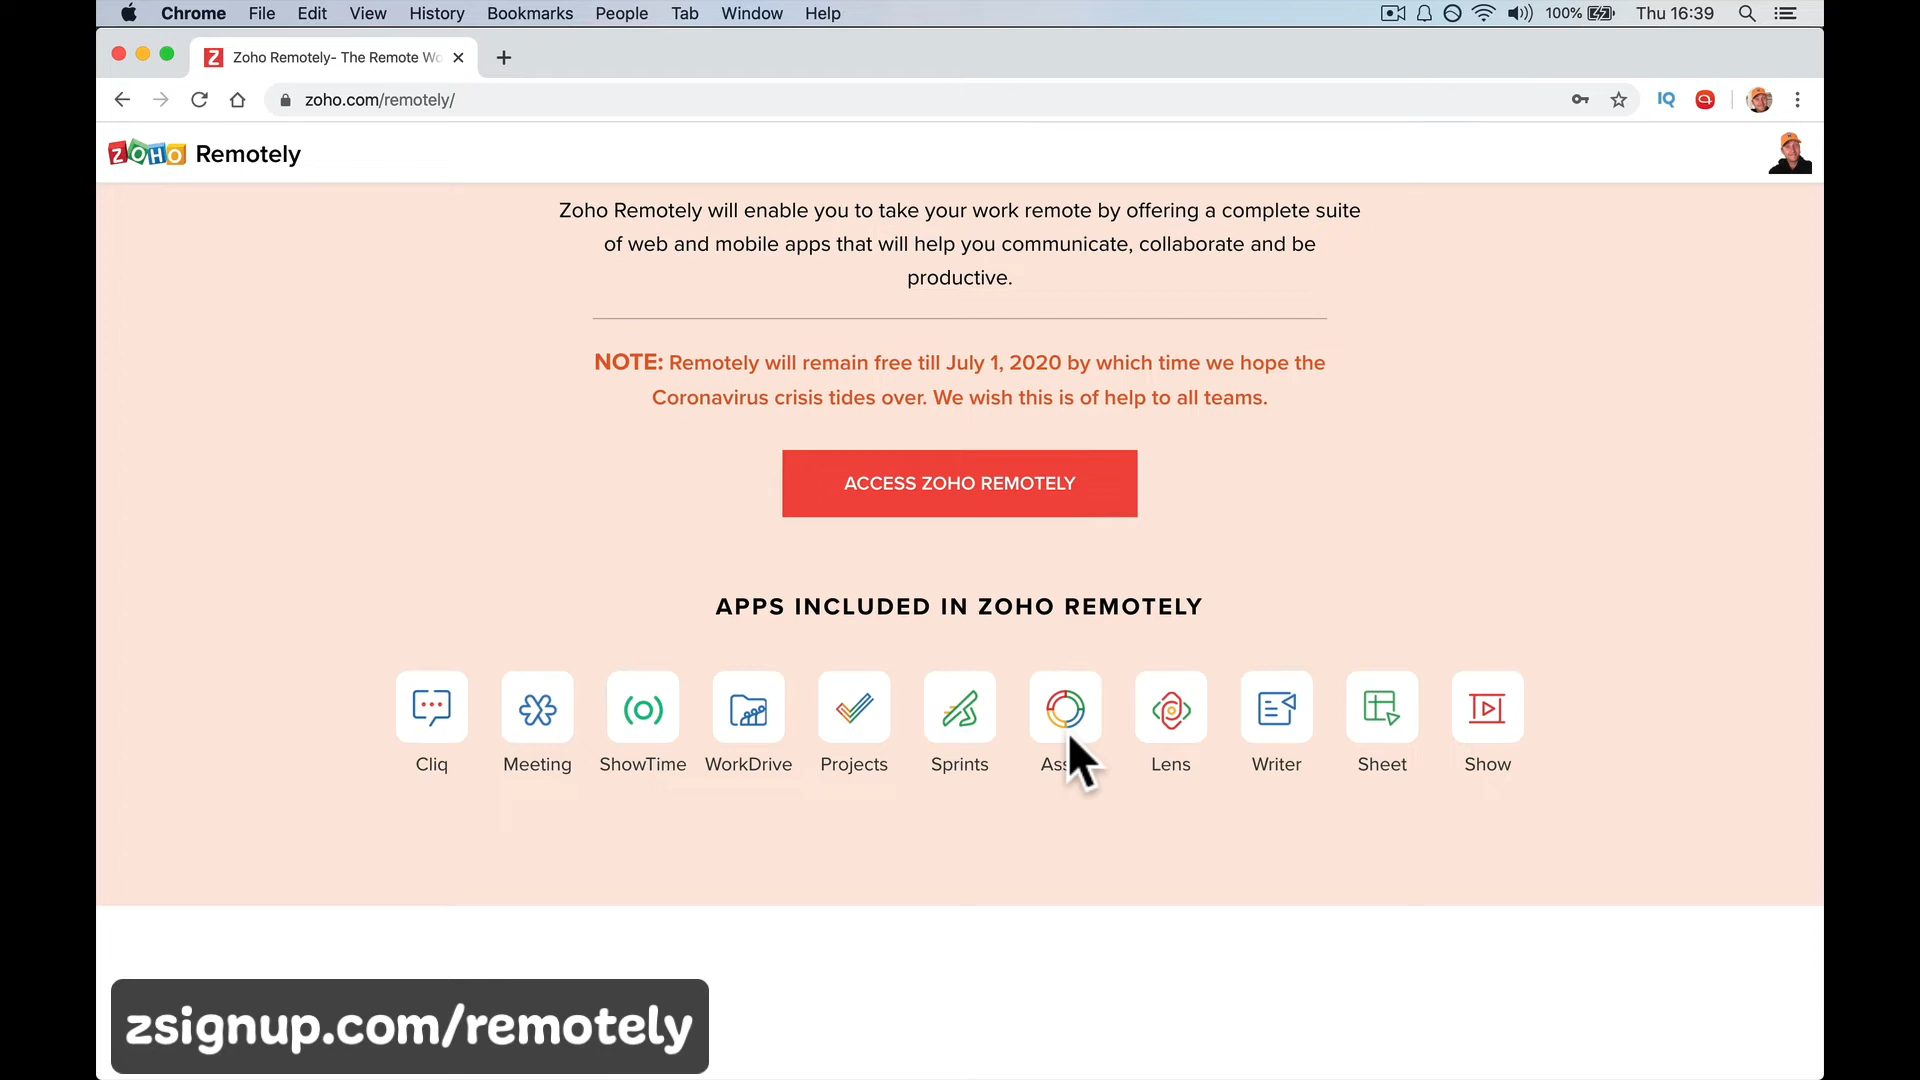 Chrome File Edit View History Bookmarks People Tab Window Help 100% Thu 16:39
Zoho Remotely- The Remote Wo
zoho.com/remotely/ IQ
ZOHO Remotely
Zoho Remotely will enable you to take your work remote by offering a complete suite
of web and mobile apps that will help you communicate, collaborate and be
productive.
NOTE: Remotely will remain free till July 1, 2020 by which time we hope the
Coronavirus crisis tides over. We wish this is of help to all teams.
ACCESS ZOHO REMOTELY
APPS INCLUDED IN ZOHO REMOTELY
Cliq Meeting ShowTime WorkDrive Projects Sprints Lens Writer Sheet Show
zsignup.com/remotely